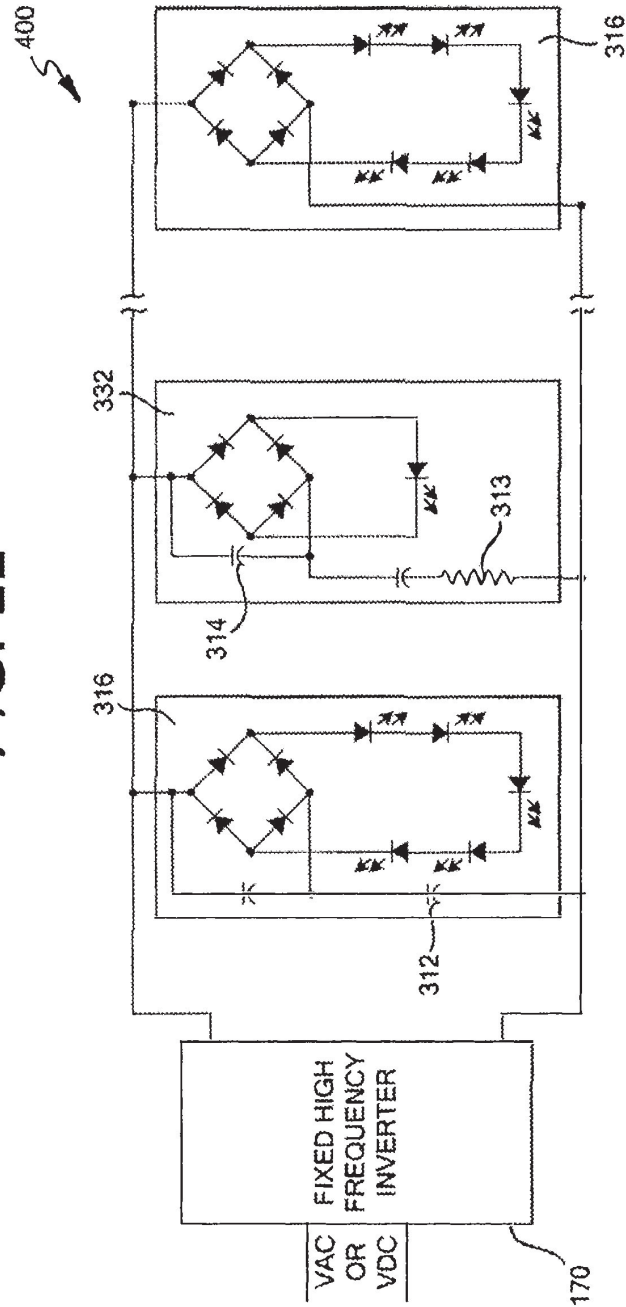 400
316
332
313
314
316
312
FIXED HIGH
FREQUENCY
INVERTER
VAC
OR
VDC
170